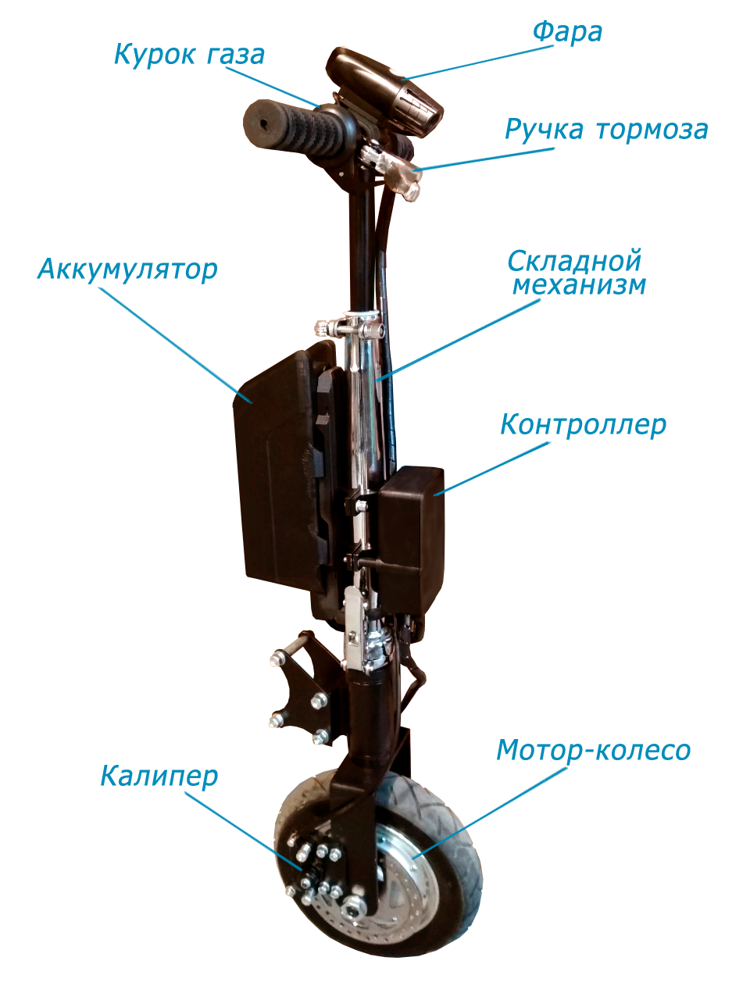 Фара
Курок газа
Ручка тормоза
Складной
механизм
Аккумулятор
Контроллер
Мотор-колесо
Калипер